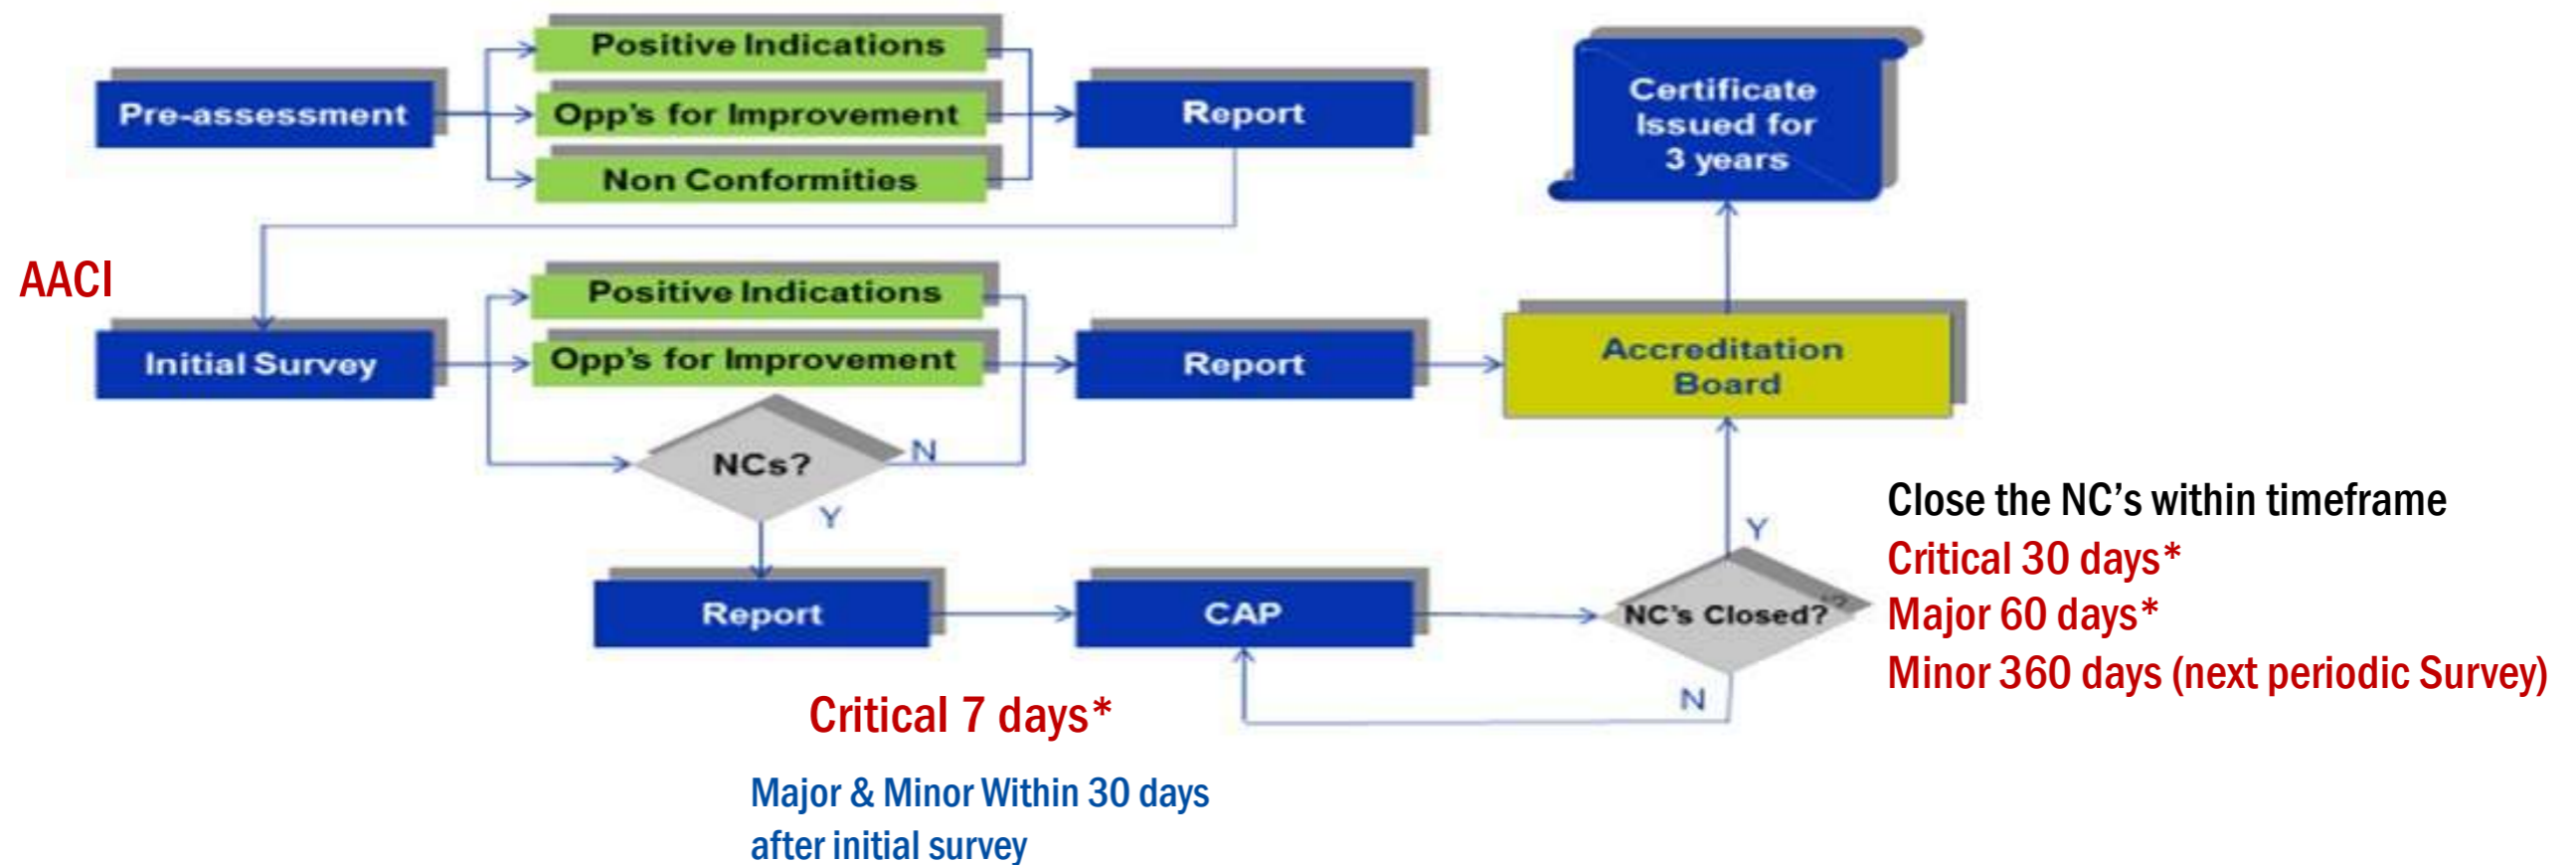 Positive Indications
Pre-assessment
Opp's for Improvement
Non Conformities
Report
Certificate
Issued for
3 years
AACI
Initial Survey
Positive Indications
Opp's for Improvement
NCs?
N
Y
Report
Accreditation
Board
Report
CAP
NC's Closed?
Y
N
Close the NC’s within timeframe
Critical 30 days*
Major 60 days*
Minor 360 days (next periodic Survey)
Critical 7 days*
Major & Minor Within 30 days
after initial survey